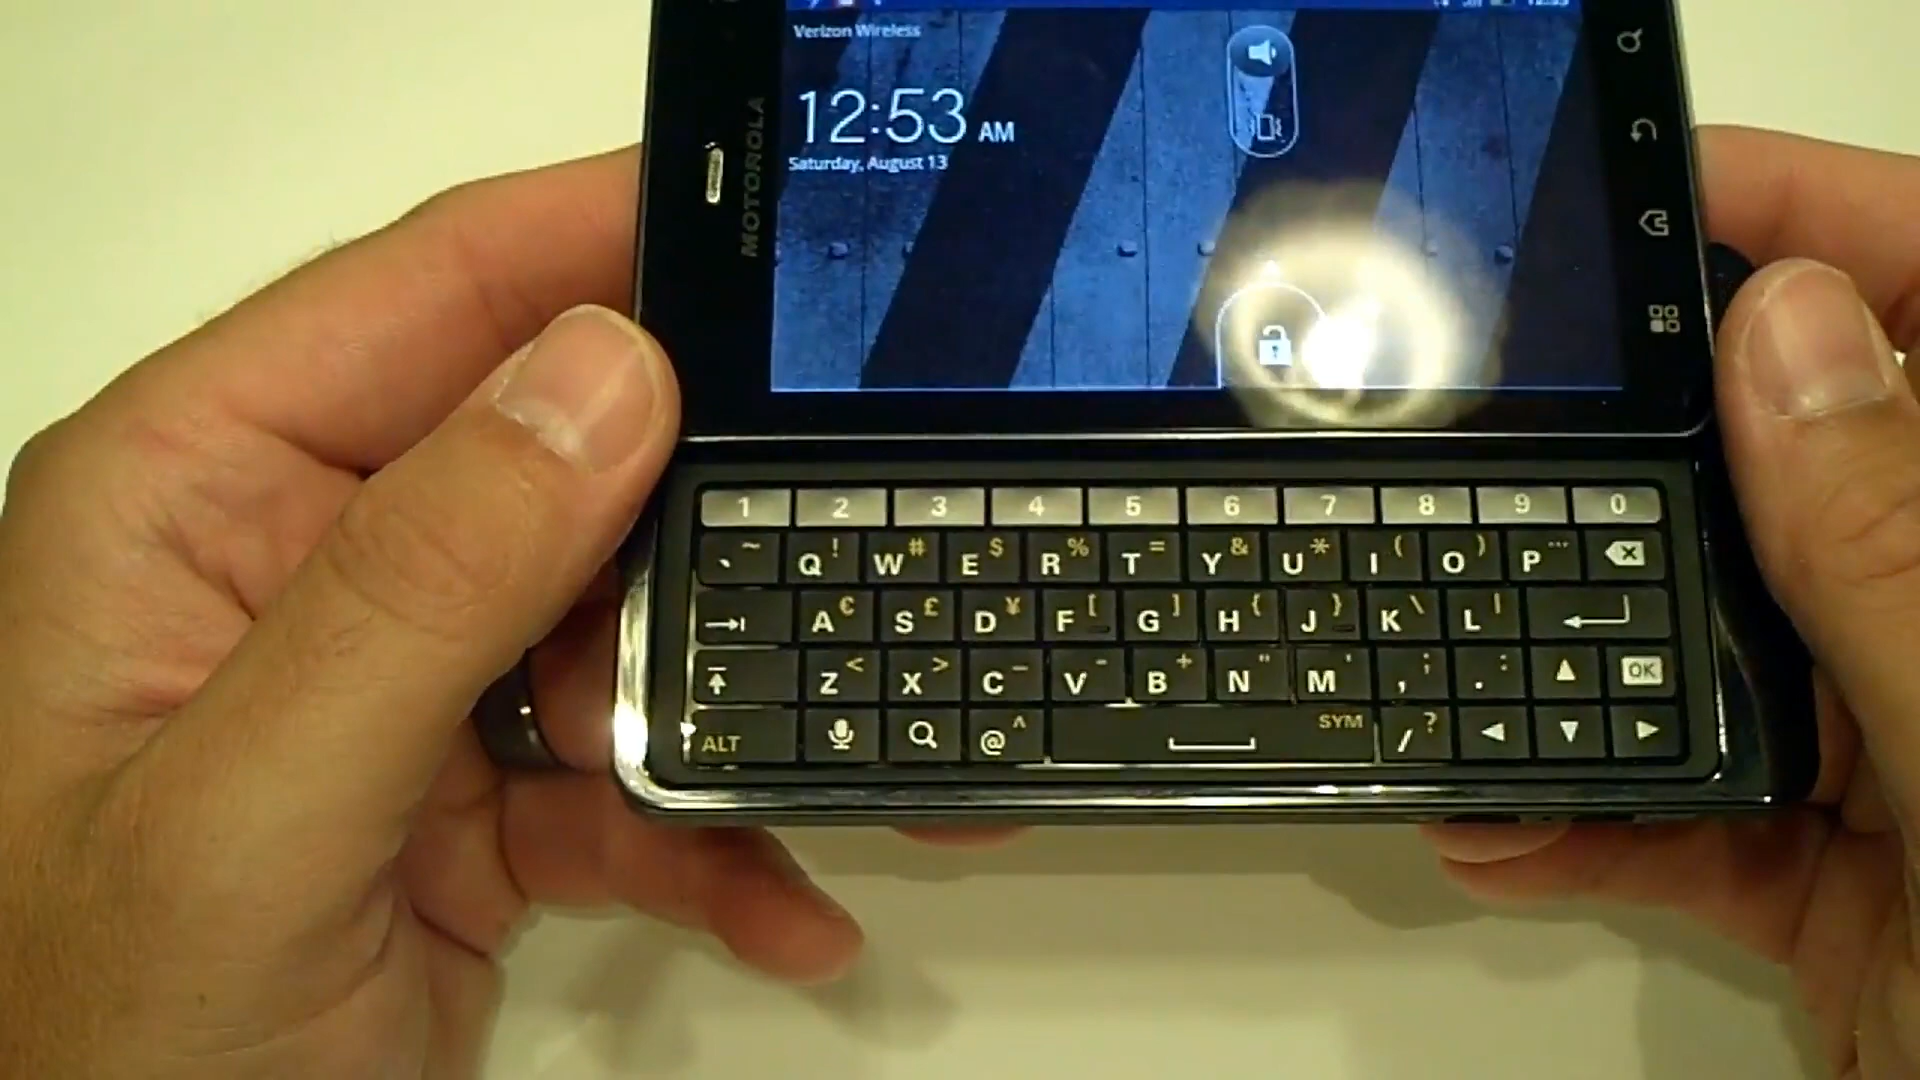 Verizon Wireless
12:53 AM
Saturday, August 13
MOTOROLA
1 2 3 4 5 6 7 8 9 0
` ~ Q ! W # E $ R % T = Y & U * I ( O ) P ...
A € S £ D ¥ F [ G ] H { J } K \ L |
Z < X > C _ V - B + N " M ' , ; . : OK
ALT @ ^ SYM / ?